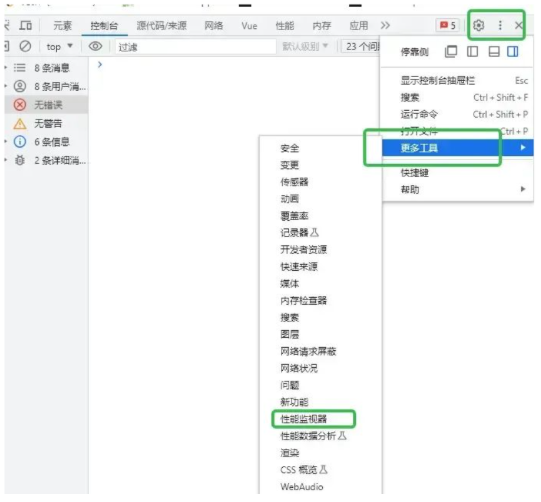 元素 控制台 源代码/来源 网络 Vue 性能 内存 应用 5
top 过滤 默认级别 23 个问
8 条消息
8 条用户消...
无错误
无警告
6 条信息
2 条详细消...
停靠侧
显示控制台抽屉栏 Esc
搜索 Ctrl + Shift + F
运行命令 Ctrl + Shift + P
打开文件 Ctrl + P
更多工具
快捷键
帮助
安全
变更
传感器
动画
覆盖率
记录器
开发者资源
快速来源
媒体
内存检查器
搜索
图层
网络请求屏蔽
网络状况
问题
新功能
性能监视器
性能数据分析
渲染
CSS 概览
WebAudio